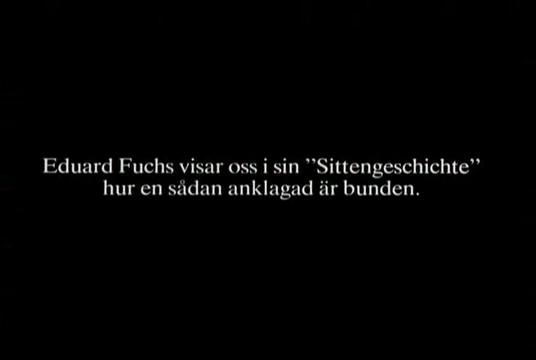 Eduard Fuchs visar oss i sin ”Sittengeschichte”
hur en sådan anklagad är bunden.